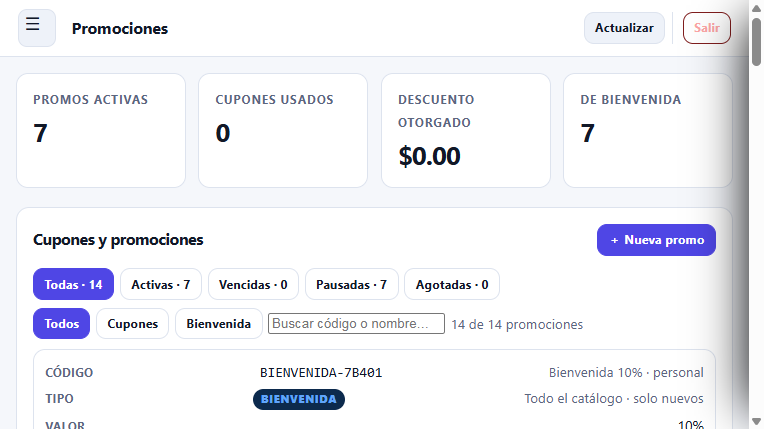 ☰ Promociones Actualizar Salir
PROMOS ACTIVAS
7
CUPONES USADOS
0
DESCUENTO
OTORGADO
$0.00
DE BIENVENIDA
7
Cupones y promociones + Nueva promo
Todas · 14 Activas · 7 Vencidas · 0 Pausadas · 7 Agotadas · 0
Todos Cupones Bienvenida Buscar código o nombre... 14 de 14 promociones
CÓDIGO BIENVENIDA-7B401 Bienvenida 10% · personal
TIPO BIENVENIDA Todo el catálogo · solo nuevos
VALOR 10%